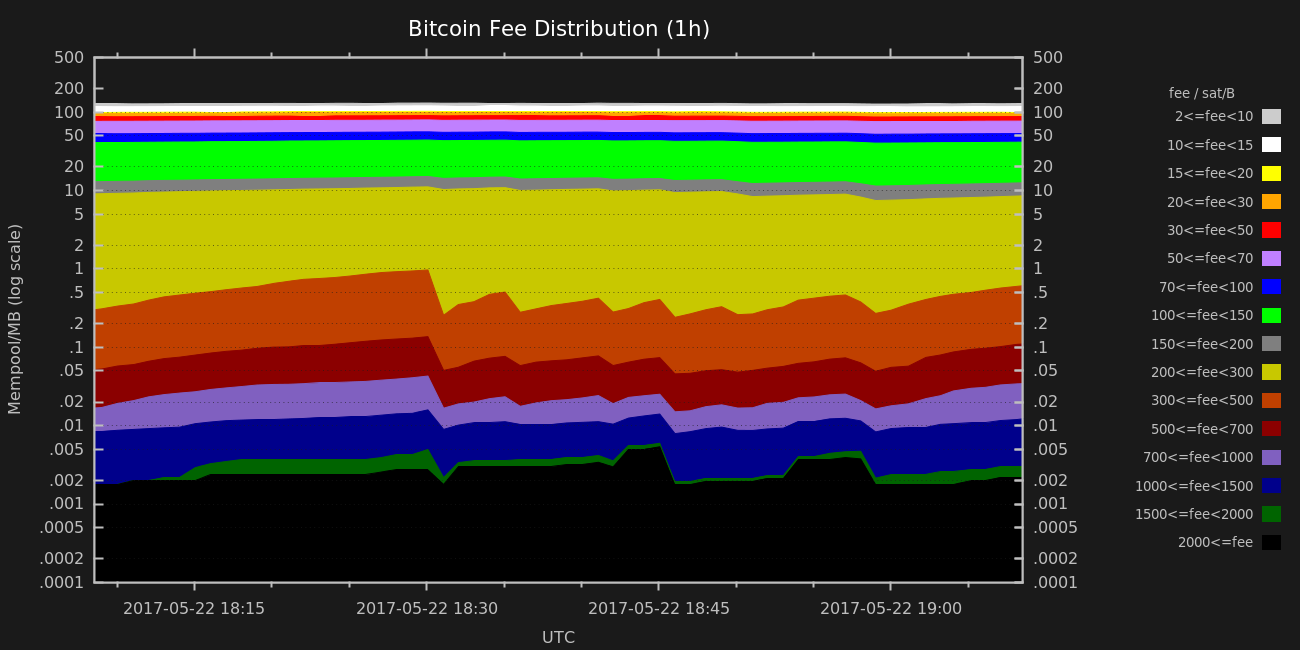 Bitcoin Fee Distribution (1h)
Mempool/MB (log scale)
500
200
100
50
20
10
5
2
1
.5
.2
.1
.05
.02
.01
.005
.002
.001
.0005
.0002
.0001
500
200
100
50
20
10
5
2
1
.5
.2
.1
.05
.02
.01
.005
.002
.001
.0005
.0002
.0001
2017-05-22 18:15
2017-05-22 18:30
2017-05-22 18:45
2017-05-22 19:00
UTC
fee / sat/B
2<=fee<10
10<=fee<15
15<=fee<20
20<=fee<30
30<=fee<50
50<=fee<70
70<=fee<100
100<=fee<150
150<=fee<200
200<=fee<300
300<=fee<500
500<=fee<700
700<=fee<1000
1000<=fee<1500
1500<=fee<2000
2000<=fee